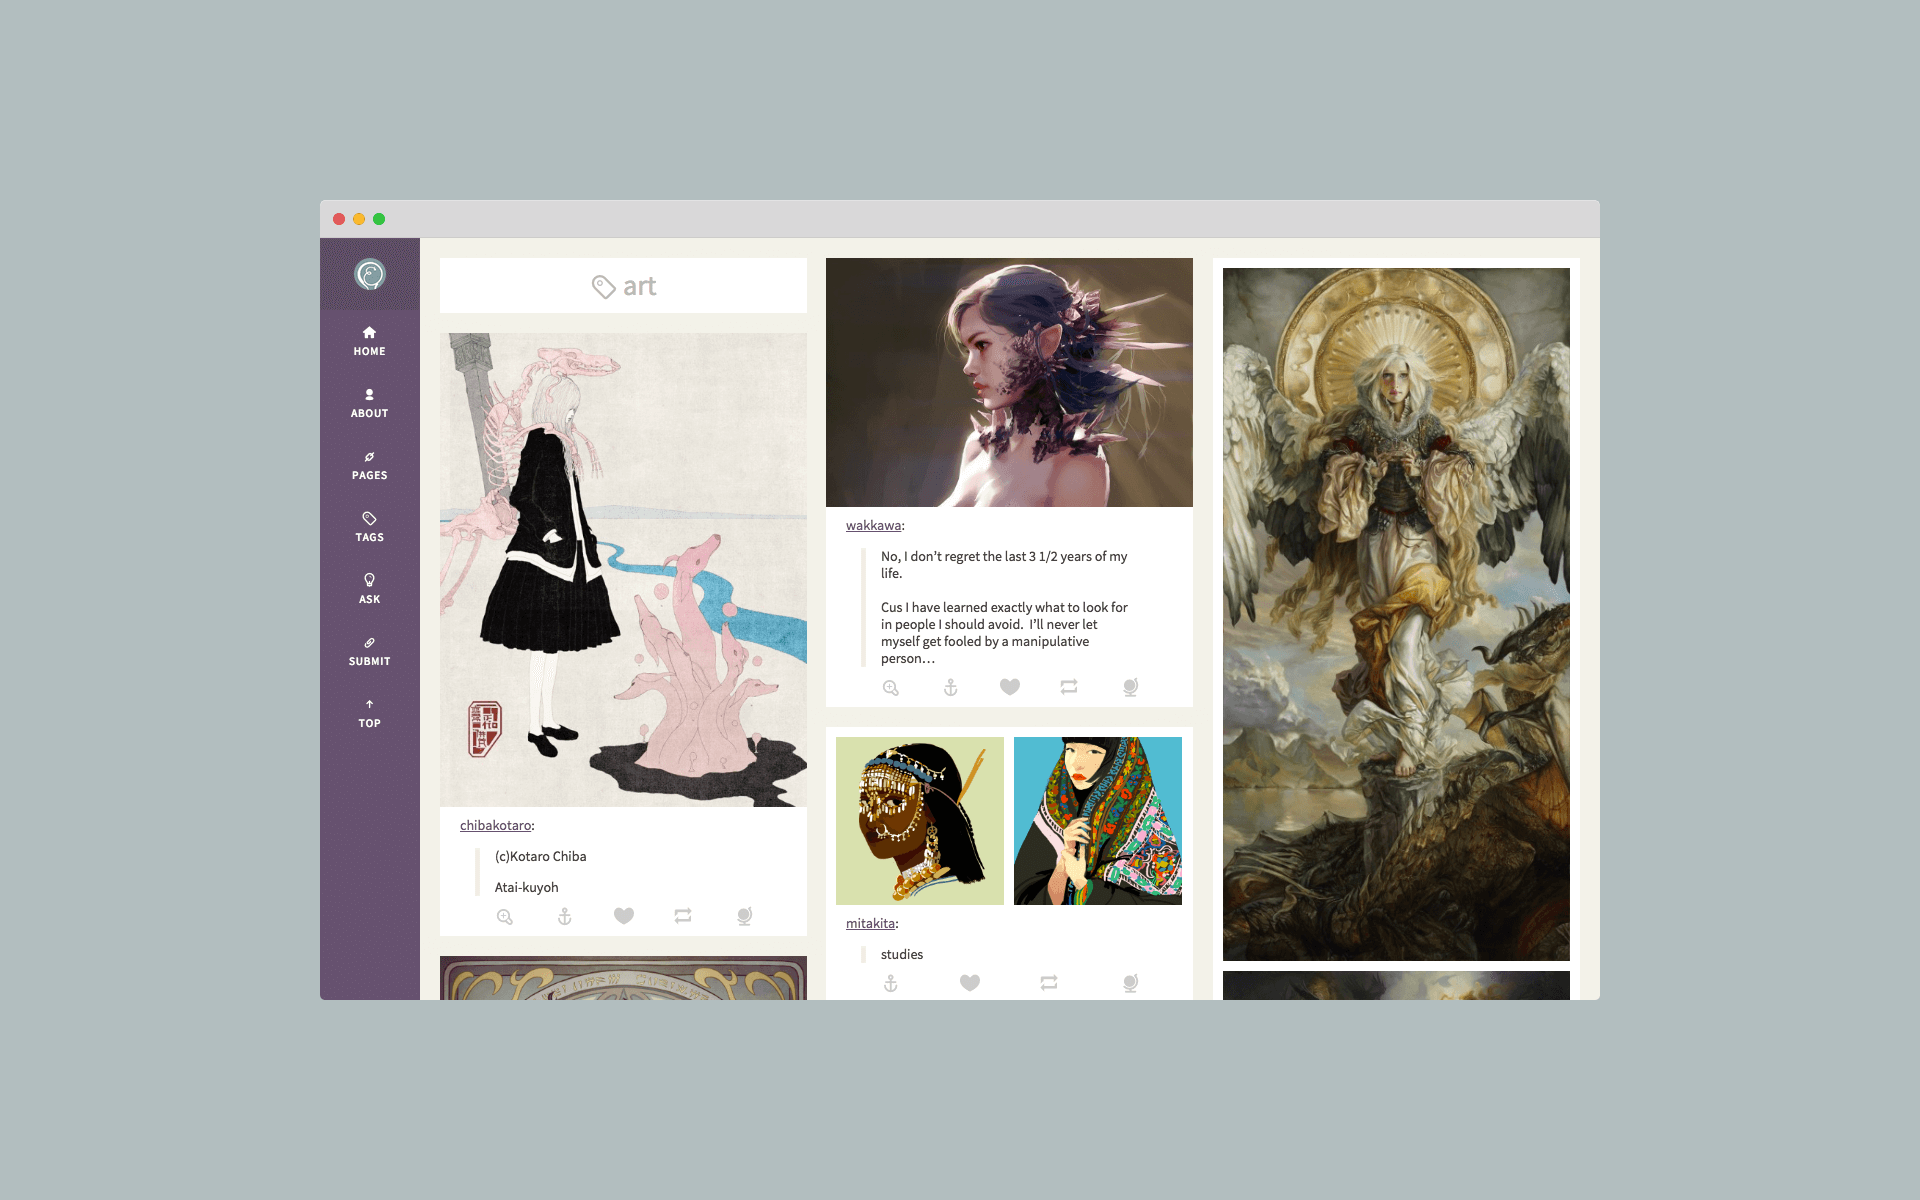 HOME
ABOUT
PAGES
TAGS
ASK
SUBMIT
TOP
art
chibakotaro:
(c)Kotaro Chiba
Atai-kuyoh
wakkawa:
No, I don’t regret the last 3 1/2 years of my
life.
Cus I have learned exactly what to look for
in people I should avoid.  I’ll never let
myself get fooled by a manipulative
person…
mitakita:
studies